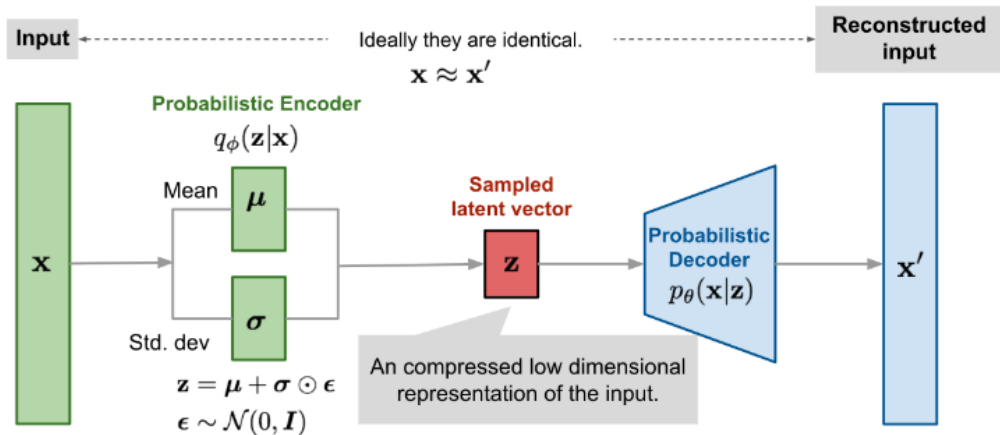 Input
Ideally they are identical.
x ≈ x′
Reconstructed
input
Probabilistic Encoder
qϕ(z|x)
Mean
μ
x
Std. dev
σ
z = μ + σ ⊙ ϵ
ϵ ∼ N(0, I)
Sampled
latent vector
z
An compressed low dimensional
representation of the input.
Probabilistic
Decoder
pθ(x|z)
x′